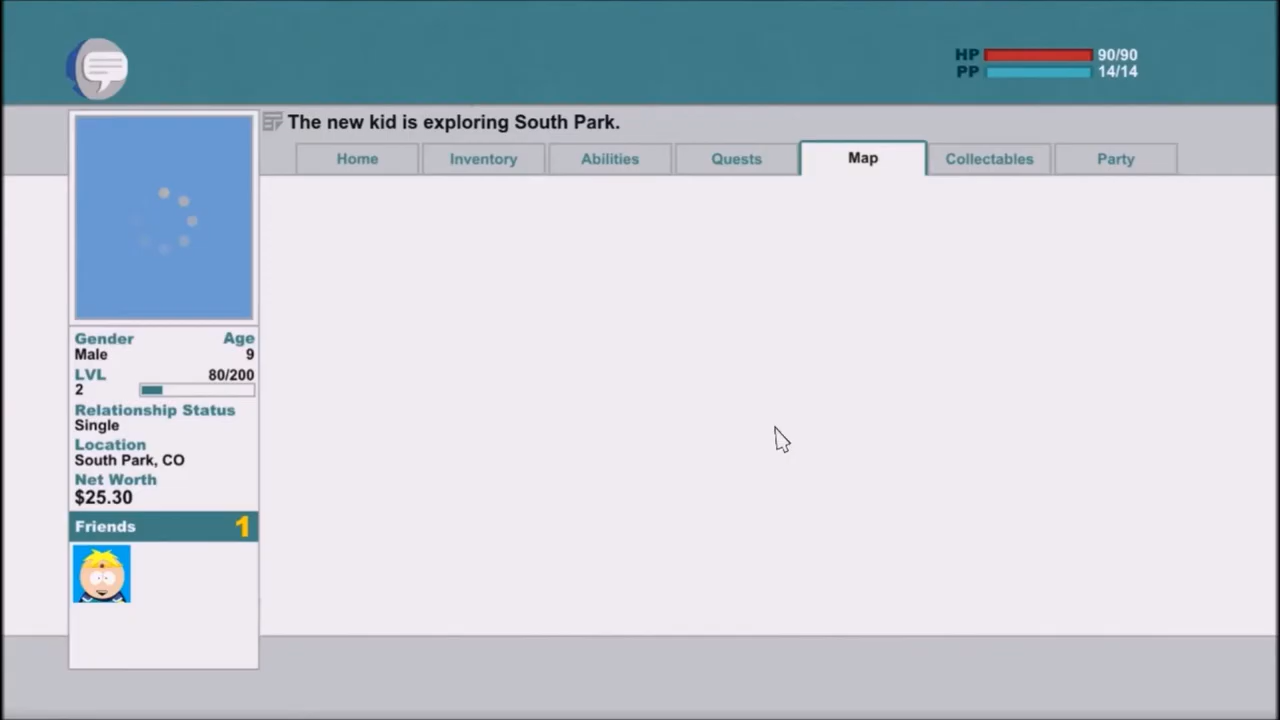 HP 90/90
PP 14/14
The new kid is exploring South Park.
Home Inventory Abilities Quests Map Collectables Party
Gender Age
Male 9
LVL 80/200
2
Relationship Status
Single
Location
South Park, CO
Net Worth
$25.30
Friends 1